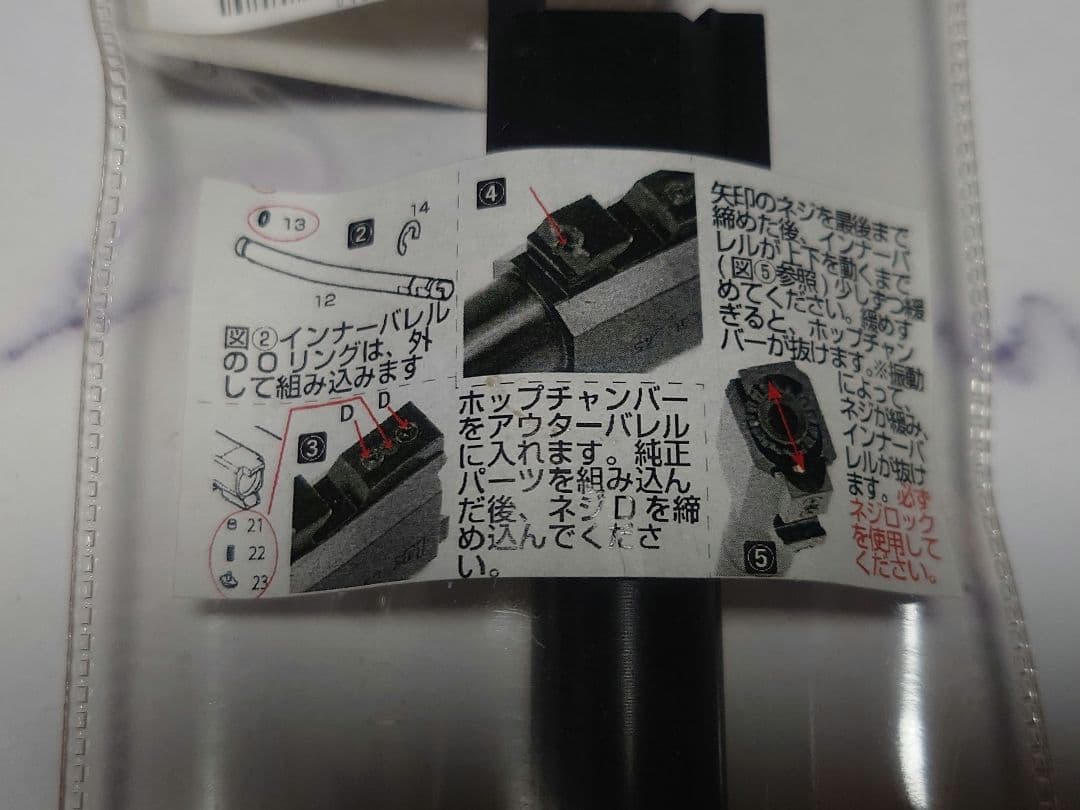 13
②
14
12
図②インナーバレル
のOリングは、外
して組み込みます
D D
③
21
22
23
④
ホップチャンバー
をアウターバレル
に入れます。純正
パーツを組み込ん
だ後、ネジDを締
め込んでくださ
い。
矢印のネジを最後まで
締めた後、インナーバ
レルが上下を動くまで
(図⑤参照)少しずつ緩
めてください。緩めす
ぎると、ホップチャン
バーが抜けます。※振動
によって
ネジが緩み、
インナーバ
レルが抜け
ます。必ず
ネジロック
を使用して
ください。
⑤